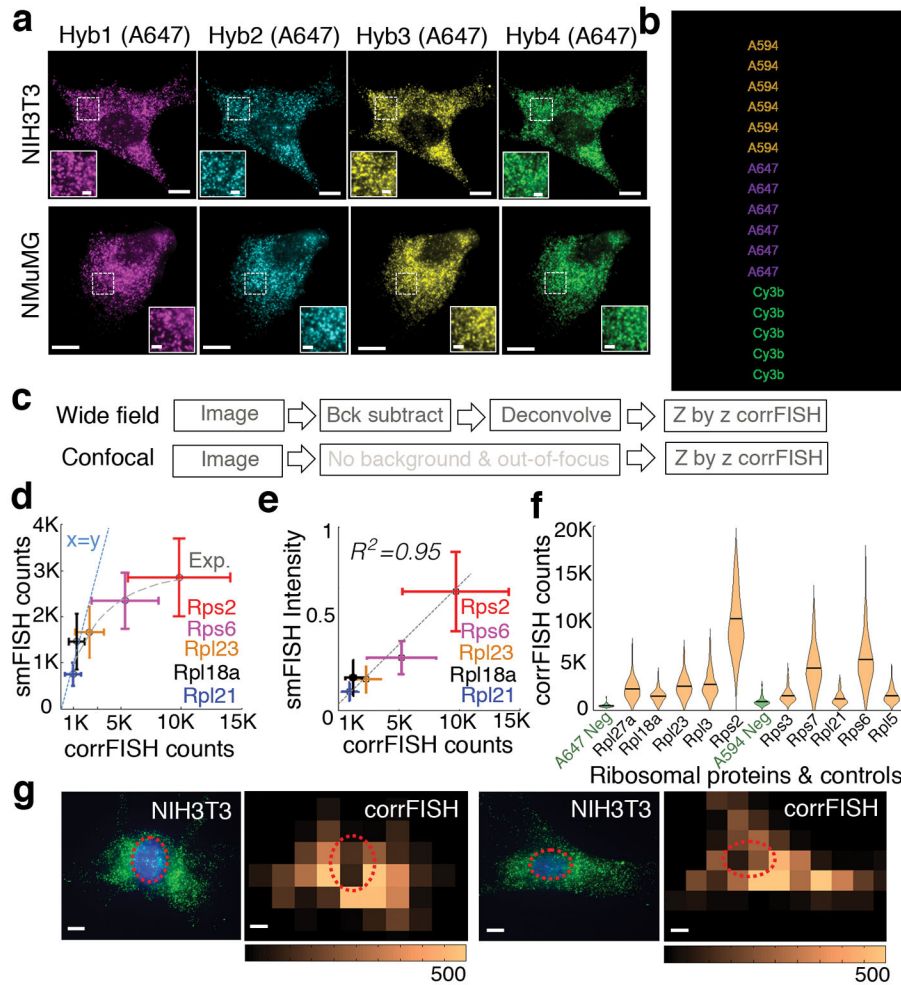 a
Hyb1 (A647) Hyb2 (A647) Hyb3 (A647) Hyb4 (A647)
NIH3T3
NMuMG
b
A594
A594
A594
A594
A594
A594
A647
A647
A647
A647
A647
A647
Cy3b
Cy3b
Cy3b
Cy3b
Cy3b
c
Wide field Image Bck subtract Deconvolve Z by z corrFISH
Confocal Image No background & out-of-focus Z by z corrFISH
d
smFISH counts
4K
3K
2K
1K
0
x=y
Exp.
Rps2
Rps6
Rpl23
Rpl18a
Rpl21
1K 5K 10K 15K
corrFISH counts
e
smFISH Intensity
1
0.5
0
R²=0.95
Rps2
Rps6
Rpl23
Rpl18a
Rpl21
1K 5K 10K 15K
corrFISH counts
f
corrFISH counts
20K
15K
10K
5K
0
A647 Neg Rpl27a Rpl18a Rpl23 Rpl3 Rps2 A594 Neg Rps3 Rps7 Rpl21 Rps6 Rpl5
Ribosomal proteins & controls
g
NIH3T3 corrFISH NIH3T3 corrFISH
500 500